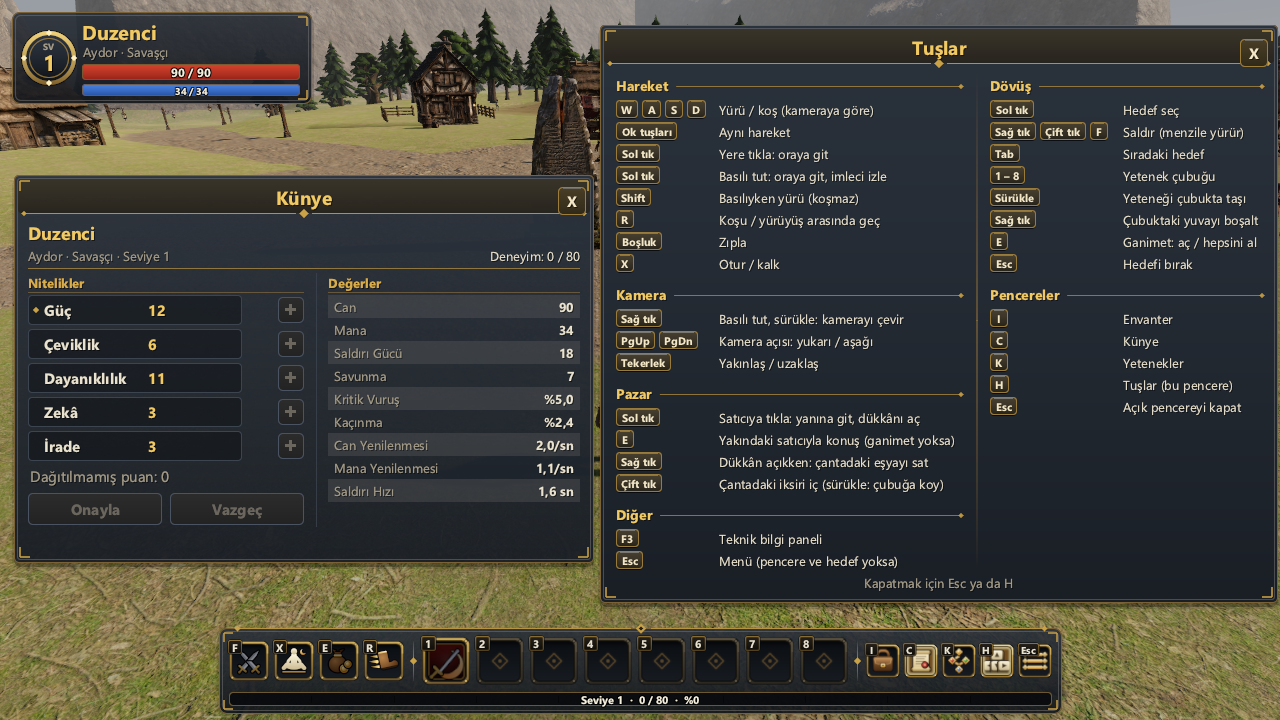 SV
1
Duzenci
Aydor · Savaşçı
90 / 90
34 / 34
Künye
X
Duzenci
Aydor · Savaşçı · Seviye 1
Deneyim: 0 / 80
Nitelikler
Güç 12
Çeviklik 6
Dayanıklılık 11
Zekâ 3
İrade 3
Dağıtılmamış puan: 0
Onayla
Vazgeç
Değerler
Can 90
Mana 34
Saldırı Gücü 18
Savunma 7
Kritik Vuruş %5,0
Kaçınma %2,4
Can Yenilenmesi 2,0/sn
Mana Yenilenmesi 1,1/sn
Saldırı Hızı 1,6 sn
Tuşlar
X
Hareket
W A S D Yürü / koş (kameraya göre)
Ok tuşları Aynı hareket
Sol tık Yere tıkla: oraya git
Sol tık Basılı tut: oraya git, imleci izle
Shift Basılıyken yürü (koşmaz)
R Koşu / yürüyüş arasında geç
Boşluk Zıpla
X Otur / kalk
Kamera
Sağ tık Basılı tut, sürükle: kamerayı çevir
PgUp PgDn Kamera açısı: yukarı / aşağı
Tekerlek Yakınlaş / uzaklaş
Pazar
Sol tık Satıcıya tıkla: yanına git, dükkânı aç
E Yakındaki satıcıyla konuş (ganimet yoksa)
Sağ tık Dükkân açıkken: çantadaki eşyayı sat
Çift tık Çantadaki iksiri iç (sürükle: çubuğa koy)
Diğer
F3 Teknik bilgi paneli
Esc Menü (pencere ve hedef yoksa)
Dövüş
Sol tık Hedef seç
Sağ tık Çift tık F Saldır (menzile yürür)
Tab Sıradaki hedef
1 – 8 Yetenek çubuğu
Sürükle Yeteneği çubukta taşı
Sağ tık Çubuktaki yuvayı boşalt
E Ganimet: aç / hepsini al
Esc Hedefi bırak
Pencereler
I Envanter
C Künye
K Yetenekler
H Tuşlar (bu pencere)
Esc Açık pencereyi kapat
Kapatmak için Esc ya da H
F X E R 1 2 3 4 5 6 7 8 I C K H Esc
Seviye 1 · 0 / 80 · %0